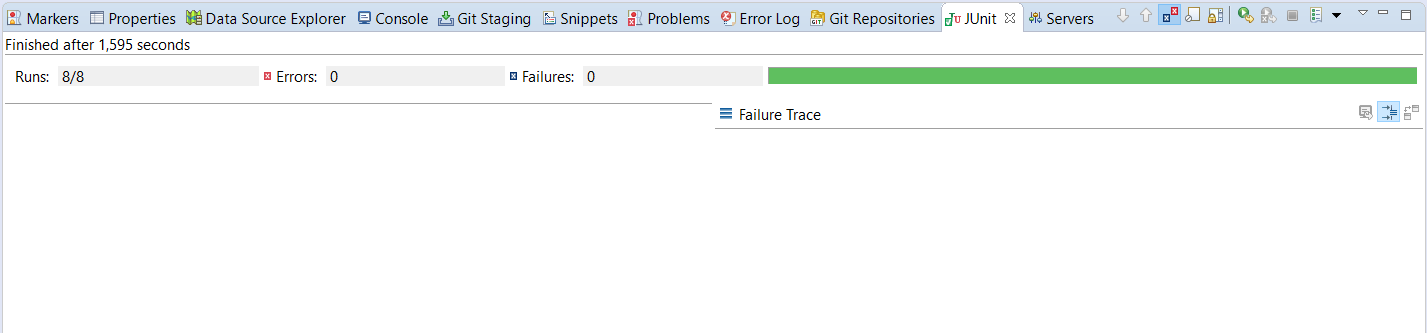 Markers Properties Data Source Explorer Console Git Staging Snippets Problems Error Log Git Repositories JUnit Servers
Finished after 1,595 seconds
Runs: 8/8 Errors: 0 Failures: 0
Failure Trace